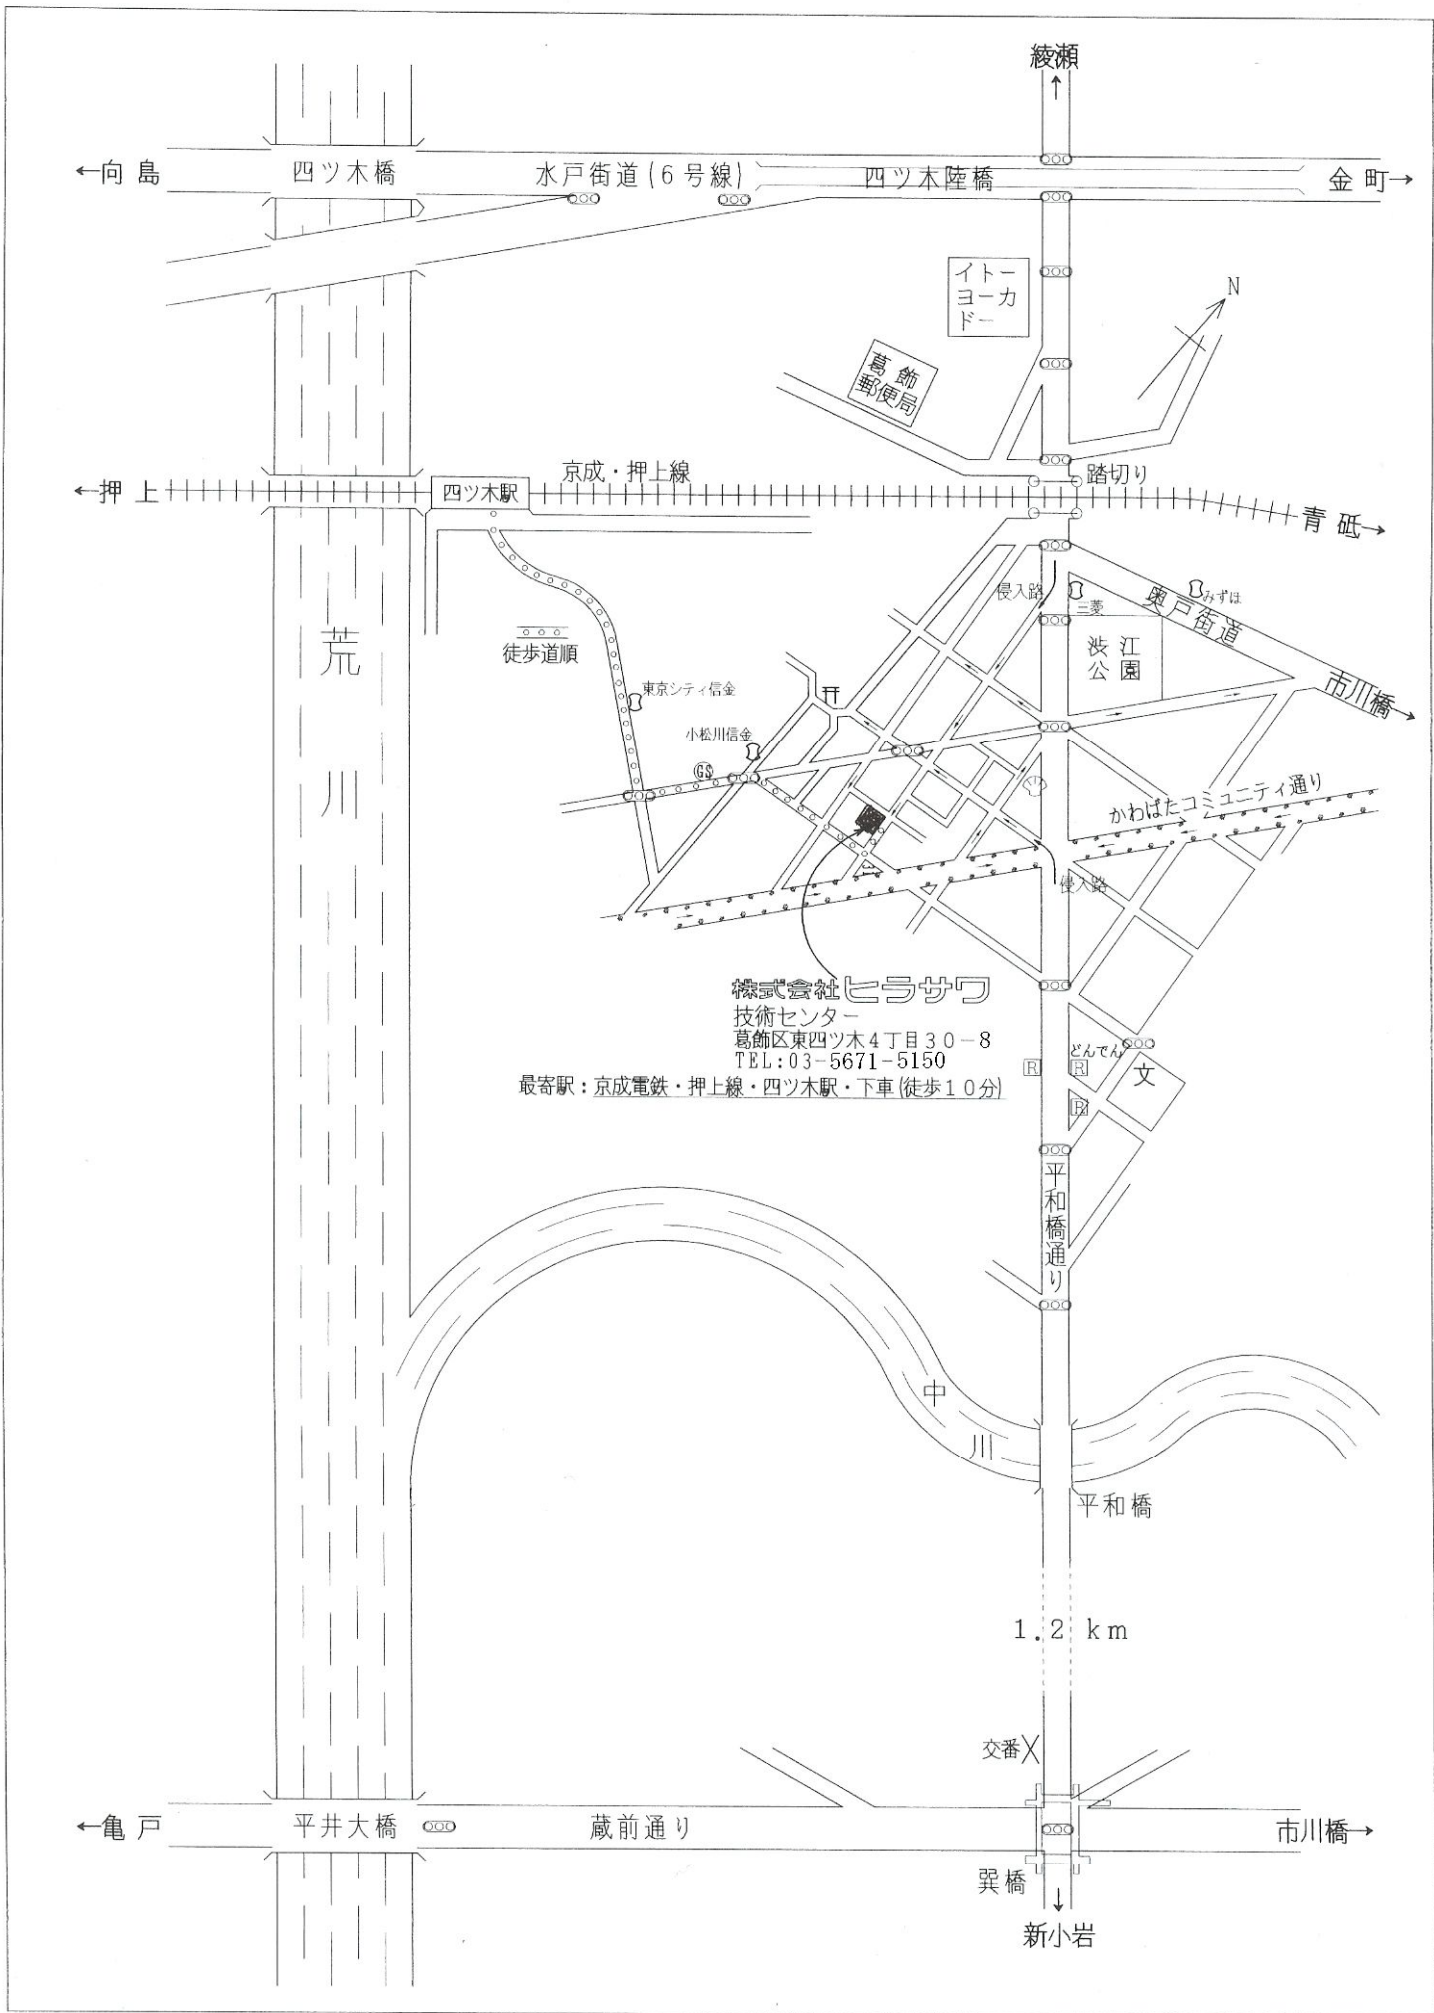 綾瀬
←向島
四ツ木橋
水戸街道(6号線)
四ツ木陸橋
金町→
イトー
ヨーカ
ドー
N
葛飾
郵便局
←押上
四ツ木駅
京成・押上線
踏切り
青砥→
侵入路
三菱
みずほ
奥戸街道
渋江
公園
市川橋
荒川
徒歩道順
東京シティ信金
小松川信金
GS
かわばたコミュニティ通り
侵入路
株式会社ヒラサワ
技術センター
葛飾区東四ツ木4丁目30-8
TEL:03-5671-5150
最寄駅：京成電鉄・押上線・四ツ木駅・下車(徒歩10分)
どんでん
R
R
文
R
平和橋通り
中川
平和橋
1.2 km
交番
←亀戸
平井大橋
蔵前通り
市川橋→
巽橋
新小岩